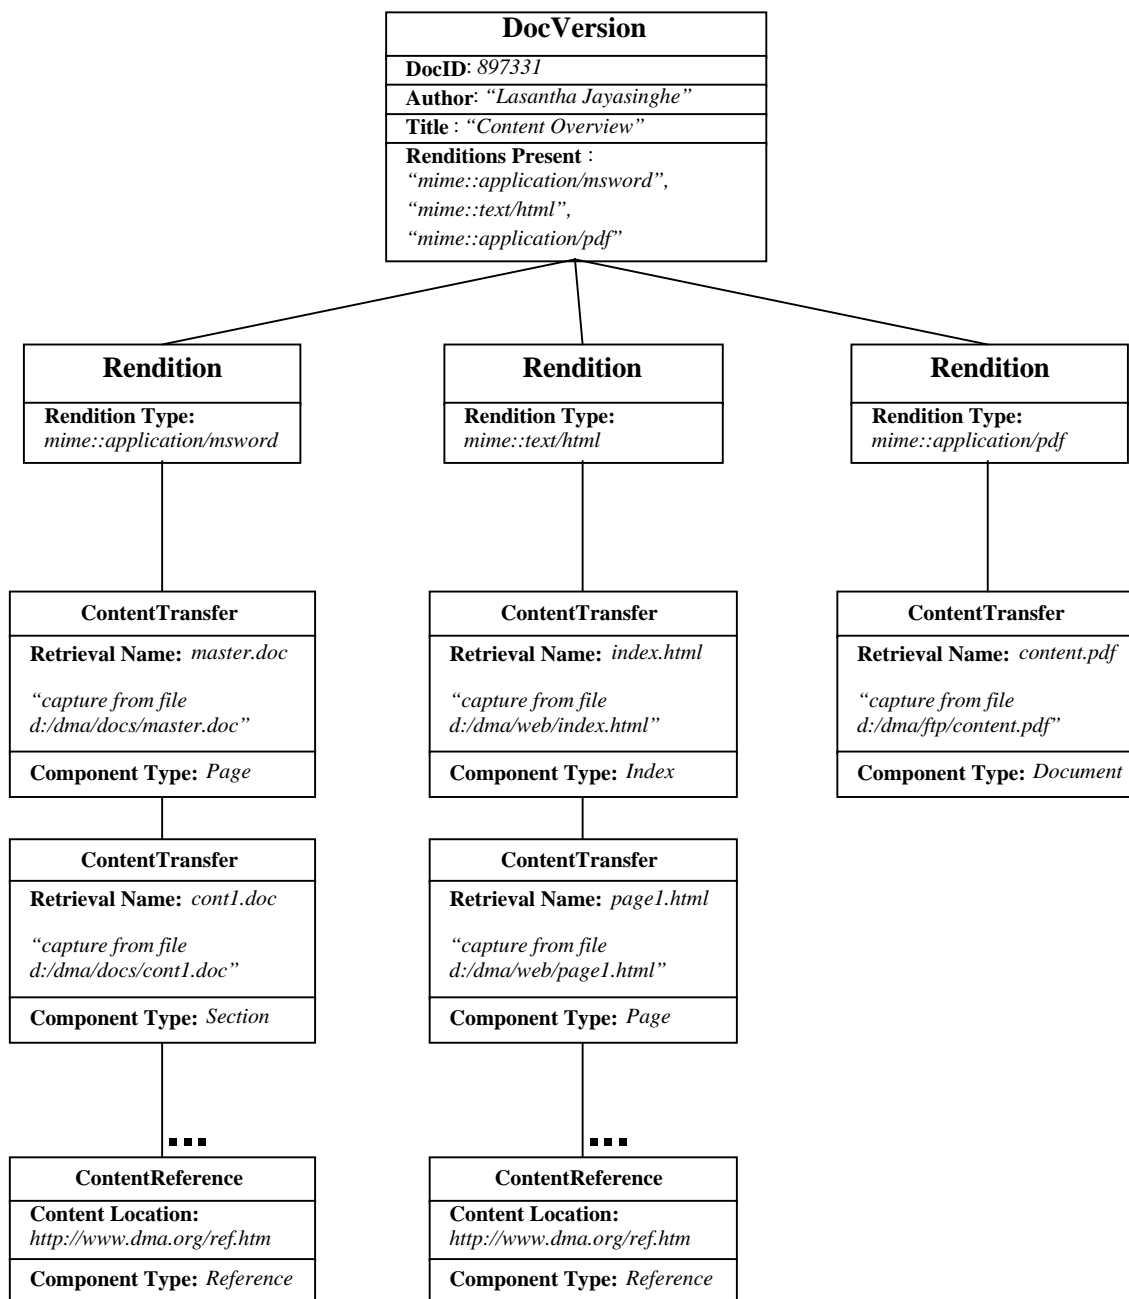 DocVersion
DocID: 897331
Author: “Lasantha Jayasinghe”
Title : “Content Overview”
Renditions Present :
“mime::application/msword”,
“mime::text/html”,
“mime::application/pdf”
Rendition
Rendition Type:
mime::application/msword
Rendition
Rendition Type:
mime::text/html
Rendition
Rendition Type:
mime::application/pdf
ContentTransfer
Retrieval Name: master.doc
“capture from file
d:/dma/docs/master.doc”
Component Type: Page
ContentTransfer
Retrieval Name: index.html
“capture from file
d:/dma/web/index.html”
Component Type: Index
ContentTransfer
Retrieval Name: content.pdf
“capture from file
d:/dma/ftp/content.pdf”
Component Type: Document
ContentTransfer
Retrieval Name: cont1.doc
“capture from file
d:/dma/docs/cont1.doc”
Component Type: Section
ContentTransfer
Retrieval Name: page1.html
“capture from file
d:/dma/web/page1.html”
Component Type: Page
...
...
ContentReference
Content Location:
http://www.dma.org/ref.htm
Component Type: Reference
ContentReference
Content Location:
http://www.dma.org/ref.htm
Component Type: Reference